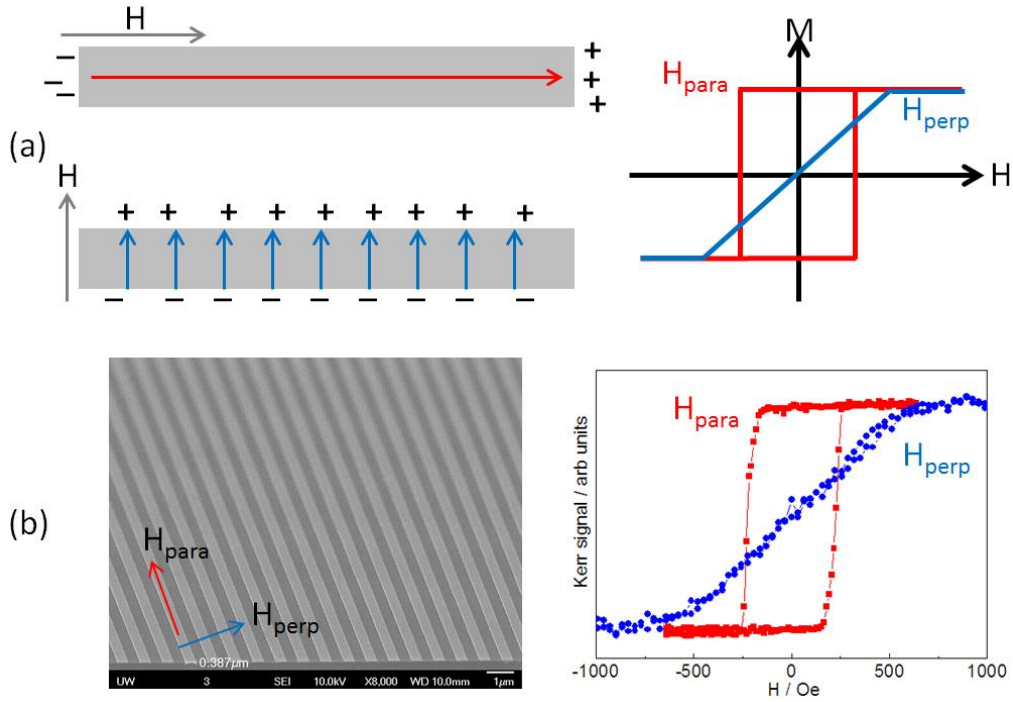 H
− − −
+ + +
(a)
H
+ + + + + + + + +
− − − − − − − − −
M
H
Hpara
Hperp
(b)
Hpara
Hperp
0.387µm
UW 3 SEI 10.0kV X8,000 WD 10.0mm 1µm
Kerr signal / arb units
Hpara
Hperp
-1000 -500 0 500 1000
H / Oe